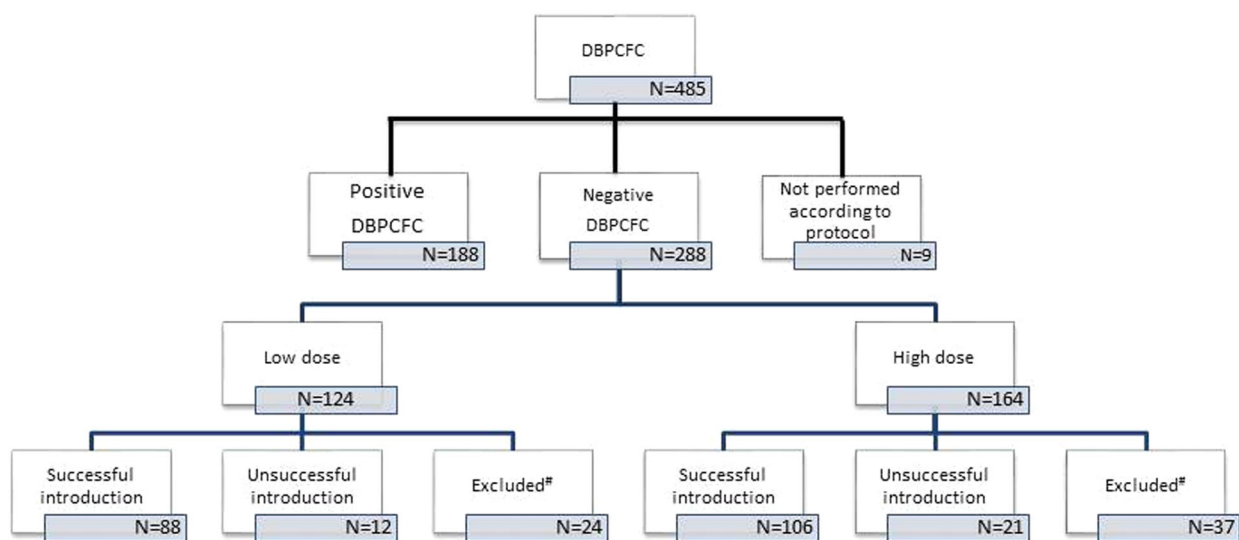 DBPCFC
N=485
Positive
DBPCFC
N=188
Negative
DBPCFC
N=288
Not performed
according to
protocol
N=9
Low dose
N=124
High dose
N=164
Successful
introduction
N=88
Unsuccessful
introduction
N=12
Excluded#
N=24
Successful
introduction
N=106
Unsuccessful
introduction
N=21
Excluded#
N=37